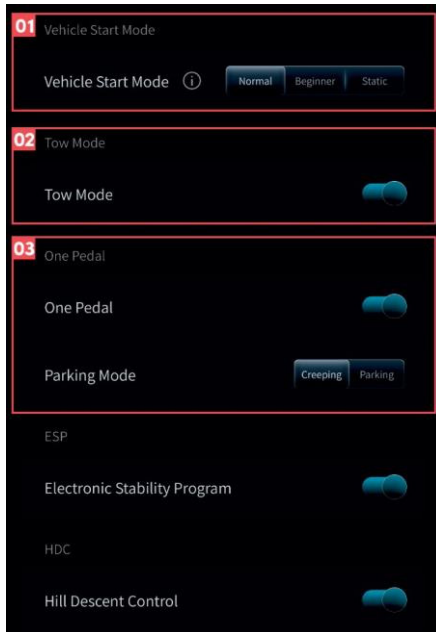 01 Vehicle Start Mode
Vehicle Start Mode i Normal Beginner Static
02 Tow Mode
Tow Mode
03 One Pedal
One Pedal
Parking Mode Creeping Parking
ESP
Electronic Stability Program
HDC
Hill Descent Control